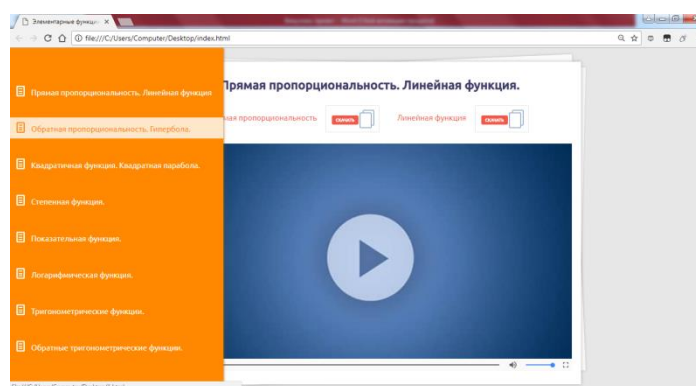 Элементарные функции
file:///C:/Users/Computer/Desktop/index.html
Прямая пропорциональность. Линейная функция
Обратная пропорциональность. Гипербола.
Квадратичная функция. Квадратная парабола.
Степенная функция.
Показательная функция.
Логарифмическая функция.
Тригонометрические функции.
Обратные тригонометрические функции.
Прямая пропорциональность. Линейная функция.
пропорциональность
СКАЧАТЬ
Линейная функция
СКАЧАТЬ